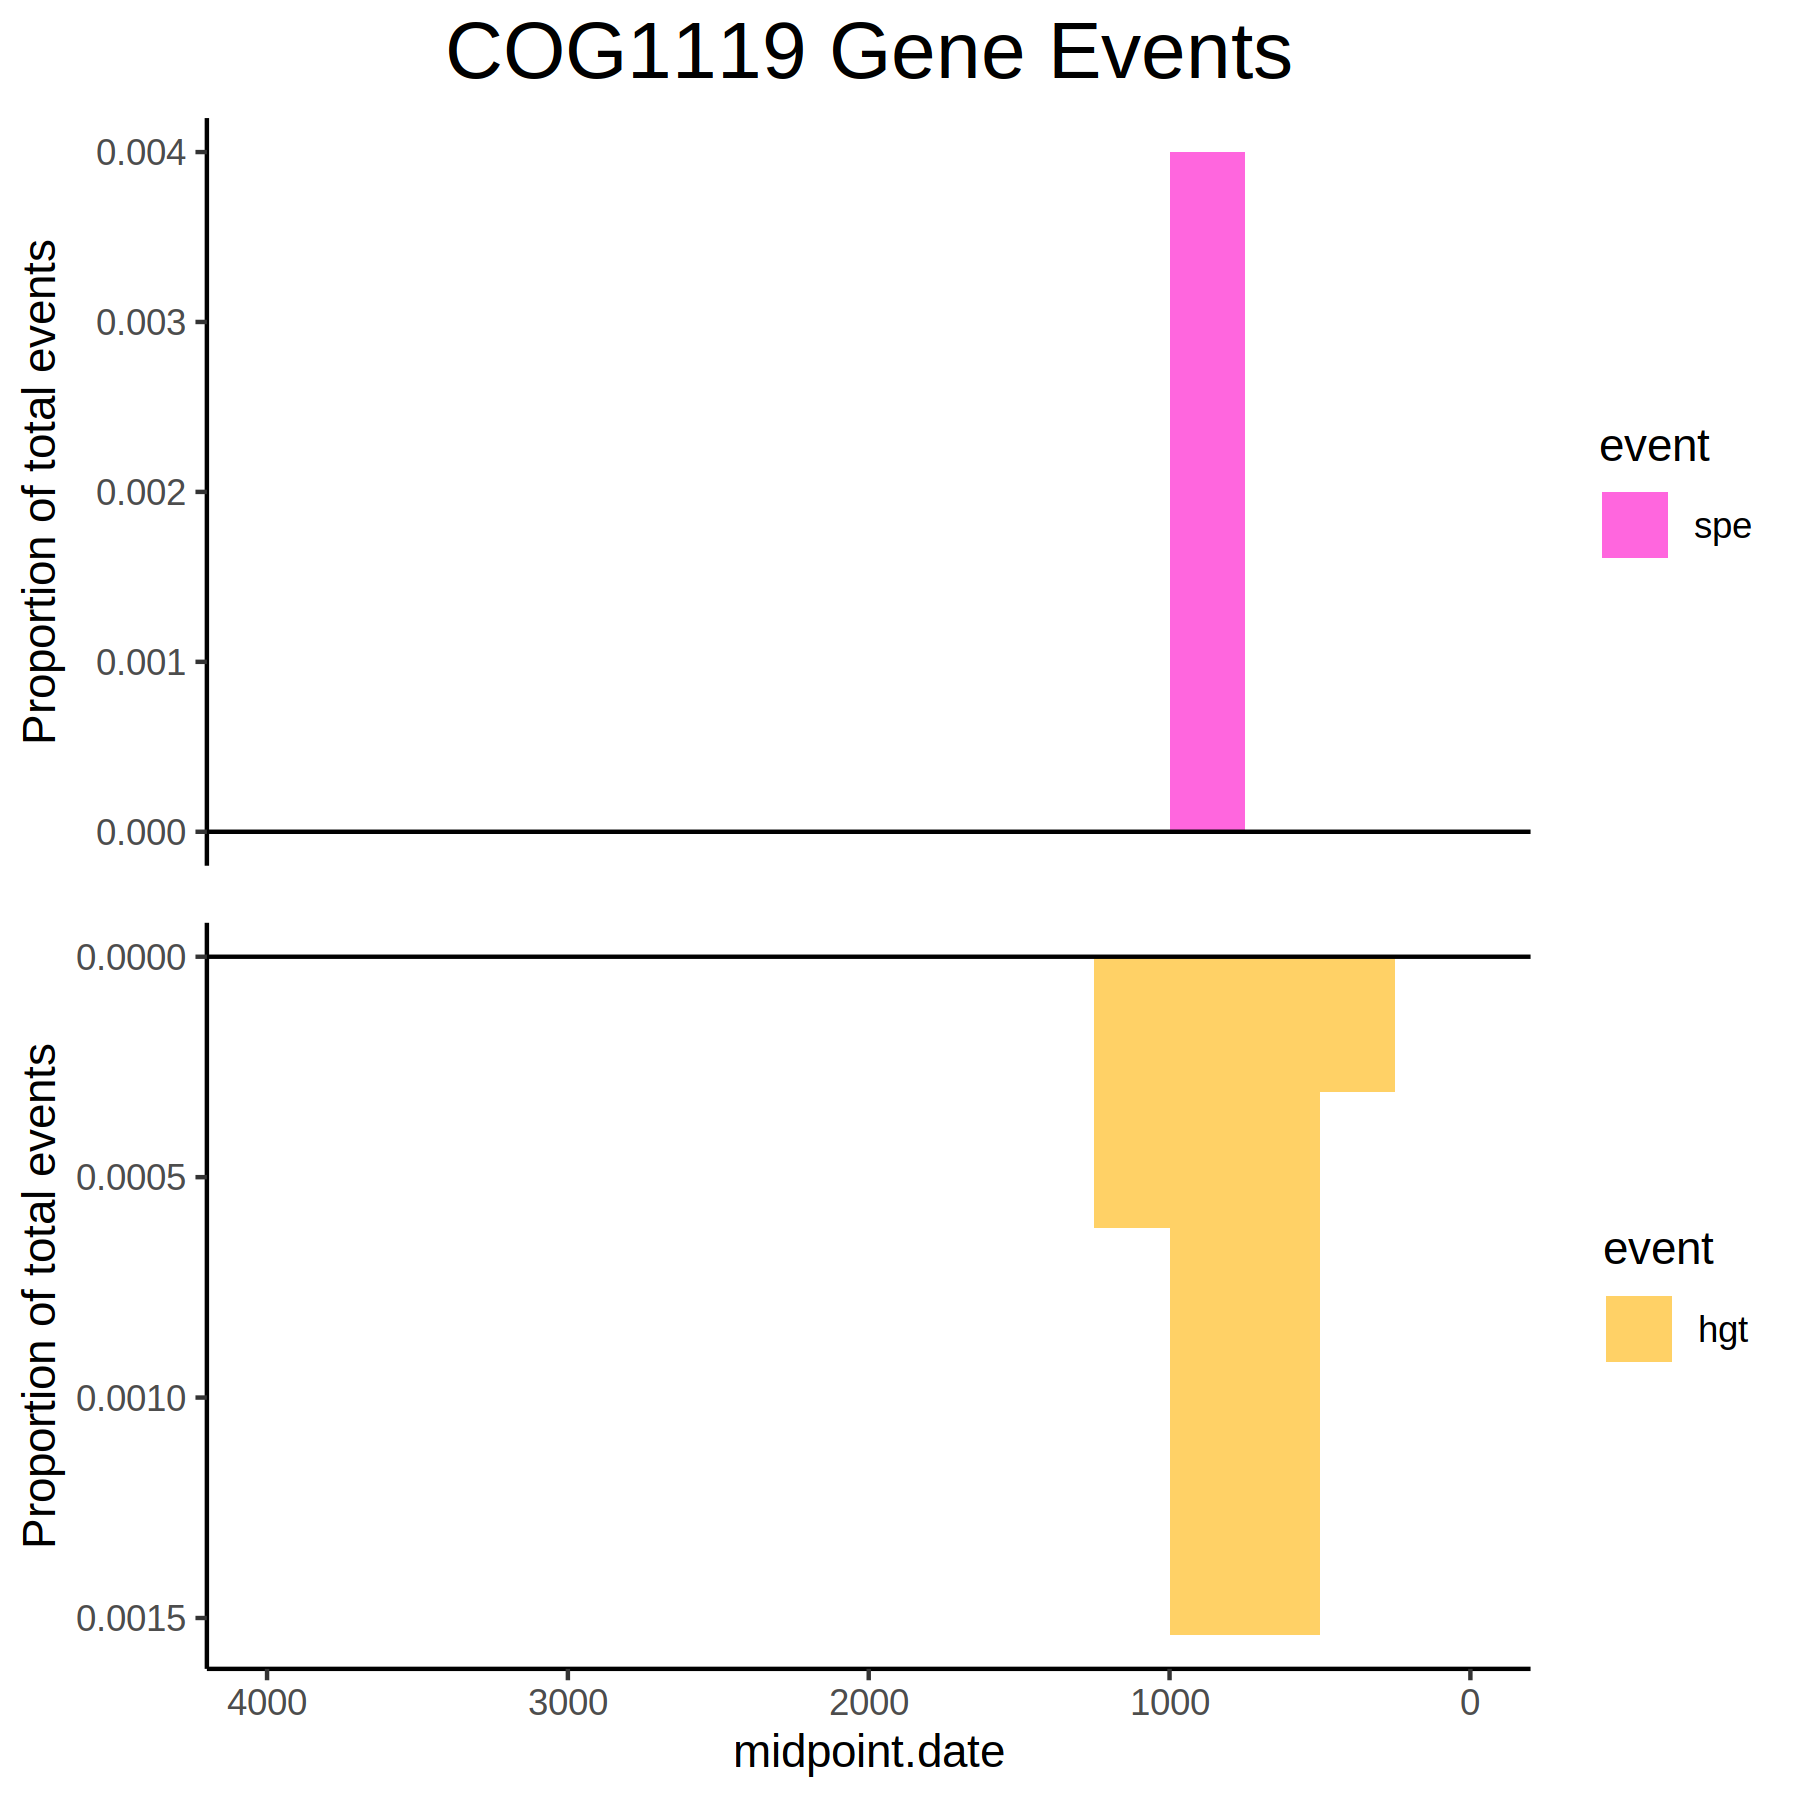 COG1119 Gene Events
Proportion of total events
0.004
0.003
0.002
0.001
0.000
event
spe
Proportion of total events
0.0000
0.0005
0.0010
0.0015
event
hgt
4000 3000 2000 1000 0
midpoint.date